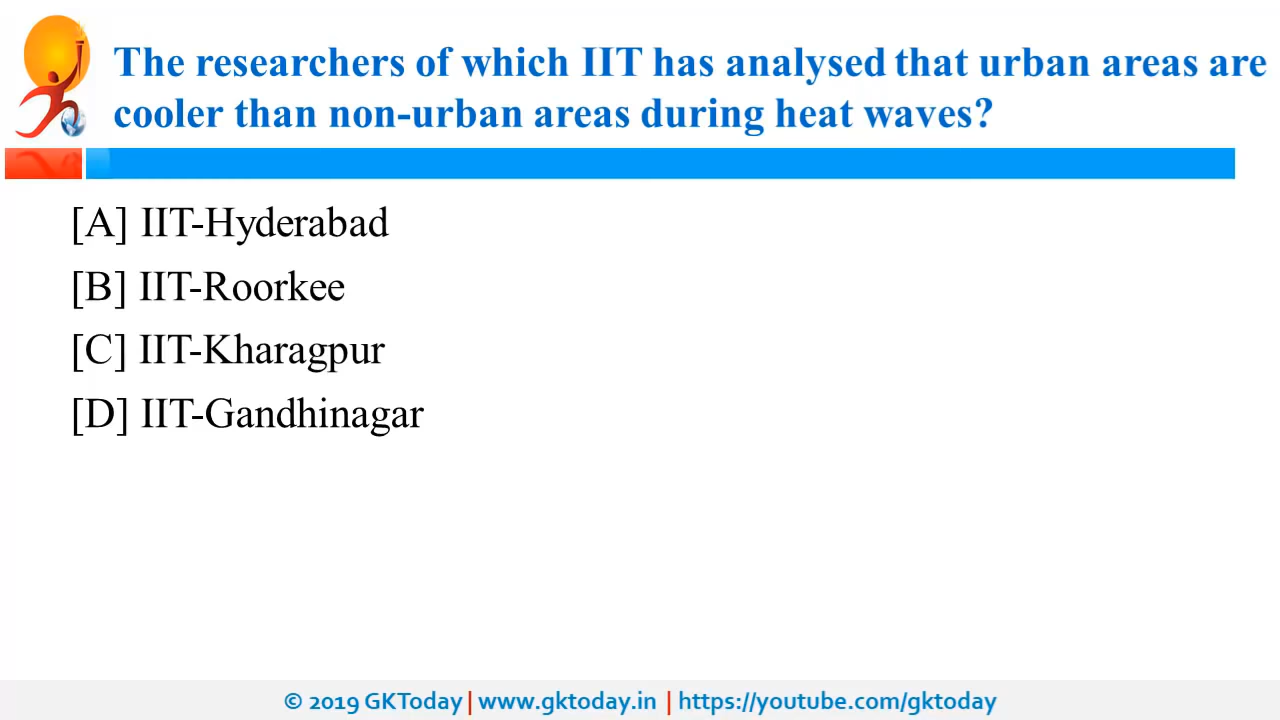 The researchers of which IIT has analysed that urban areas are
cooler than non-urban areas during heat waves?
[A] IIT-Hyderabad
[B] IIT-Roorkee
[C] IIT-Kharagpur
[D] IIT-Gandhinagar
© 2019 GKToday | www.gktoday.in | https://youtube.com/gktoday